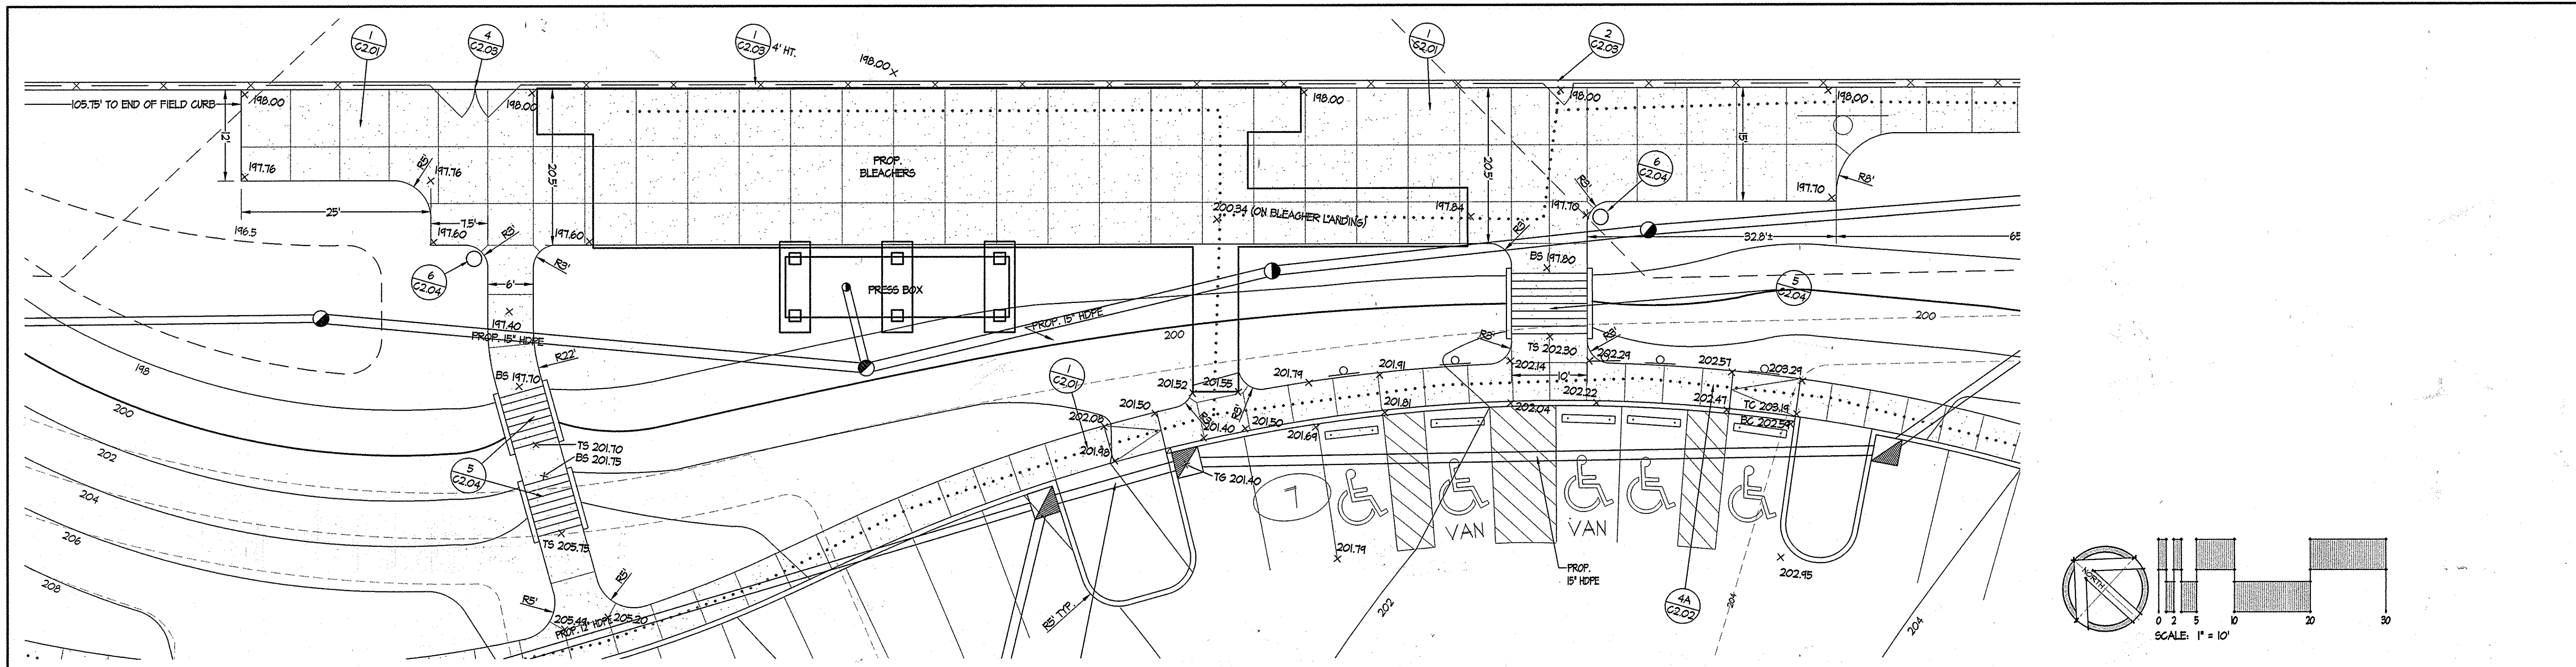 1
C2.01
4
C2.03
1
C2.03
4' HT.
198.00
1
C2.01
2
C2.03
105.75' TO END OF FIELD CURB
198.00
198.00
198.00
198.00
198.00
12'
20.5'
20.5'
15'
PROP.
BLEACHERS
6
C2.04
197.76
197.76
R5'
R3'
197.70
R8'
25'
7.5'
200.34 (ON BLEACHER LANDING)
197.84
197.70
196.5
197.60
197.60
R3'
32.8'±
65
6
C2.04
R3'
BS 197.80
6'
PRESS BOX
5
C2.04
197.40
PROP. 15" HDPE
PROP. 15" HDPE
200
200
R22'
TS 202.30
202.29
198
BS 197.70
1
C2.01
201.52
201.55
201.79
201.91
202.14
202.57
203.29
10'
202.22
200
202.08
201.50
201.81
202.04
202.47
TC 203.19
BC 202.59
201.40
201.50
201.69
202
TS 201.70
BS 201.75
201.98
5
C2.04
TG 201.40
7
204
VAN
VAN
206
TS 205.75
201.79
202.95
208
R5'
R5'
PROP.
15" HDPE
205.49
205.20
PROP. 12" HDPE
R5' TYP.
202
4A
C2.02
204
204
NORTH
0 2 5 10 20 30
SCALE: 1" = 10'